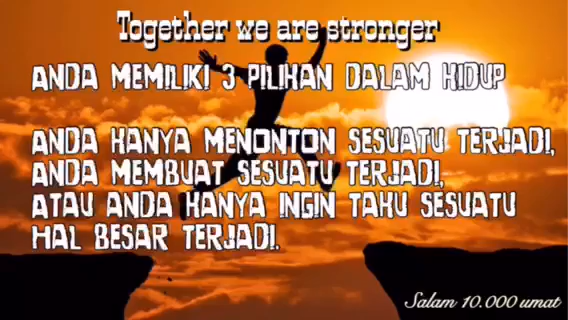 Together we are stronger
ANDA MEMILIKI 3 PILIHAN DALAM HIDUP
ANDA HANYA MENONTON SESUATU TERJADI,
ANDA MEMBUAT SESUATU TERJADI,
ATAU ANDA HANYA INGIN TAHU SESUATU
HAL BESAR TERJADI.
Salam 10.000 umat